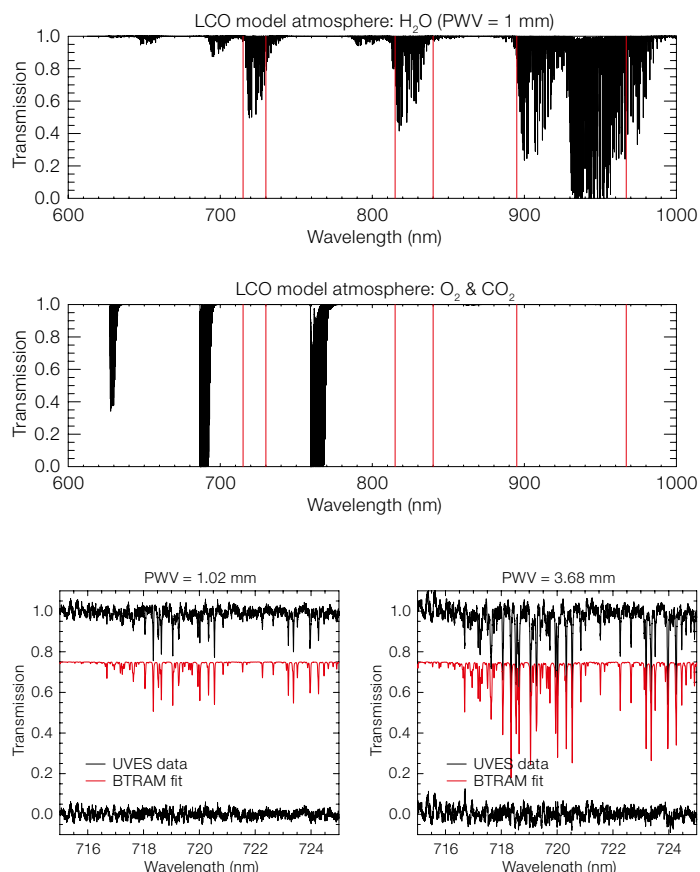 LCO model atmosphere: H₂O (PWV = 1 mm)
Transmission
1.0
0.8
0.6
0.4
0.2
0.0
600 700 800 900 1000
Wavelength (nm)
LCO model atmosphere: O₂ & CO₂
Transmission
1.0
0.8
0.6
0.4
0.2
0.0
600 700 800 900 1000
Wavelength (nm)
PWV = 1.02 mm
Transmission
1.0
0.8
0.6
0.4
0.2
0.0
UVES data
BTRAM fit
716 718 720 722 724
Wavelength (nm)
PWV = 3.68 mm
Transmission
1.0
0.8
0.6
0.4
0.2
0.0
UVES data
BTRAM fit
716 718 720 722 724
Wavelength (nm)